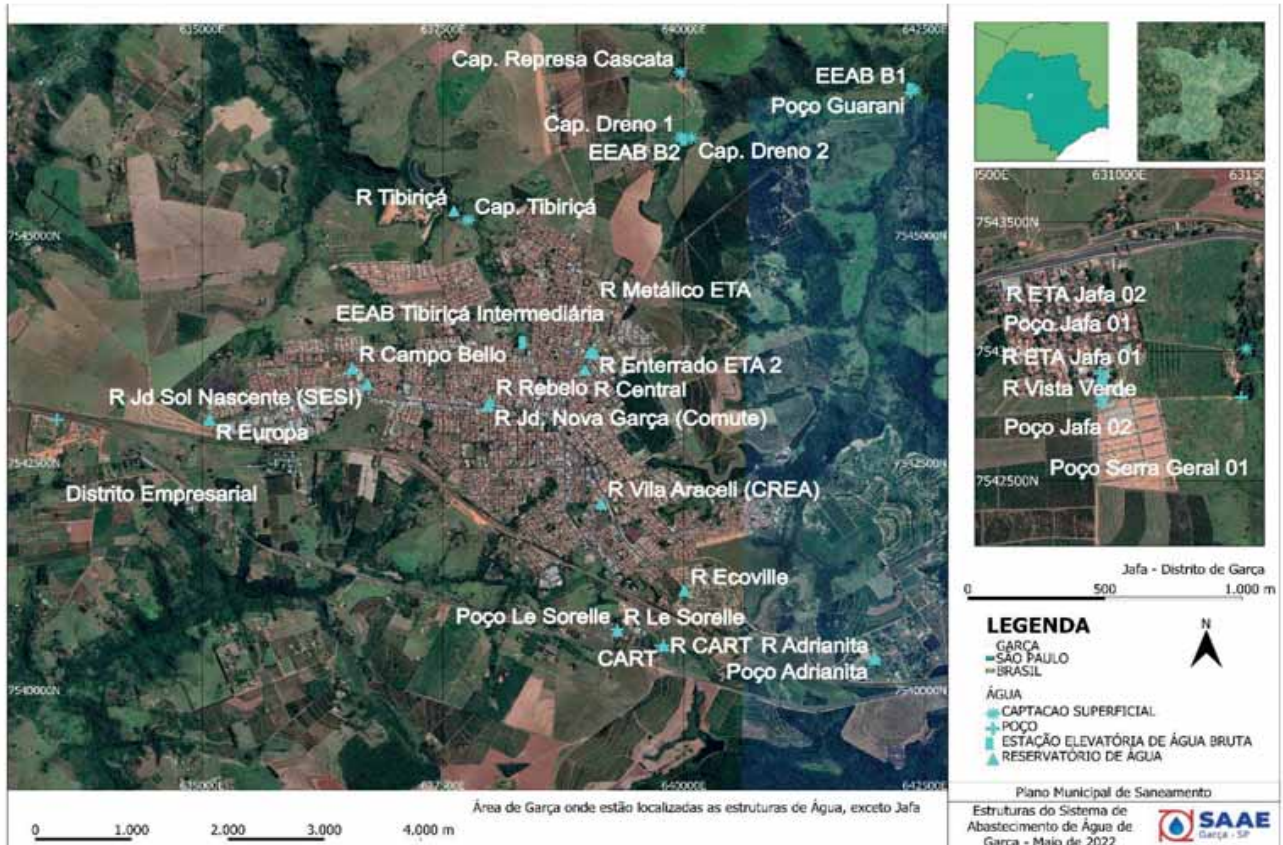 635000E
637500E
640000E
642500E
Cap. Represa Cascata
EEAB B1
Poço Guarani
Cap. Dreno 1
EEAB B2
Cap. Dreno 2
R Tibiriçá
Cap. Tibiriçá
7545000N
7545000N
R Metálico ETA
EEAB Tibiriçá Intermediária
R Campo Bello
R Enterrado ETA 2
R Jd Sol Nascente (SESI)
R Rebelo
R Central
R Jd, Nova Garça (Comute)
R Europa
7542500N
7542500N
Distrito Empresarial
R Vila Araceli (CREA)
R Ecoville
Poço Le Sorelle
R Le Sorelle
CART
R CART
R Adrianita
Poço Adrianita
7540000N
7540000N
635000E
637500E
640000E
642500E
Área de Garça onde estão localizadas as estruturas de Água, exceto Jafa
0 1.000 2.000 3.000 4.000 m
631000E
7543500N
R ETA Jafa 02
Poço Jafa 01
R ETA Jafa 01
R Vista Verde
Poço Jafa 02
Poço Serra Geral 01
7542500N
Jafa - Distrito de Garça
0 500 1.000 m
LEGENDA
N
GARÇA
SÃO PAULO
BRASIL
ÁGUA
CAPTACAO SUPERFICIAL
POÇO
ESTAÇÃO ELEVATÓRIA DE ÁGUA BRUTA
RESERVATÓRIO DE ÁGUA
Plano Municipal de Saneamento
Estruturas do Sistema de
Abastecimento de Água de
Garça - Maio de 2022
SAAE
Garça - SP